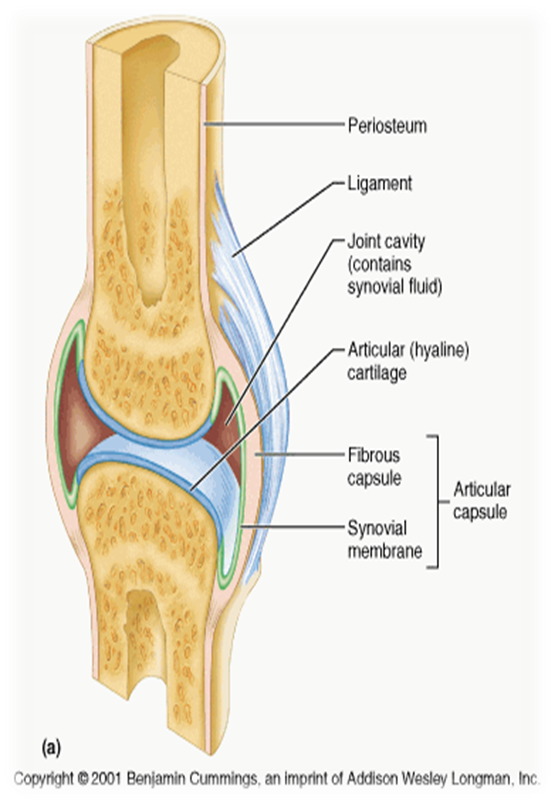 Periosteum
Ligament
Joint cavity
(contains
synovial fluid)
Articular (hyaline)
cartilage
Fibrous
capsule
Synovial
membrane
Articular
capsule
(a)
Copyright © 2001 Benjamin Cummings, an imprint of Addison Wesley Longman, Inc.